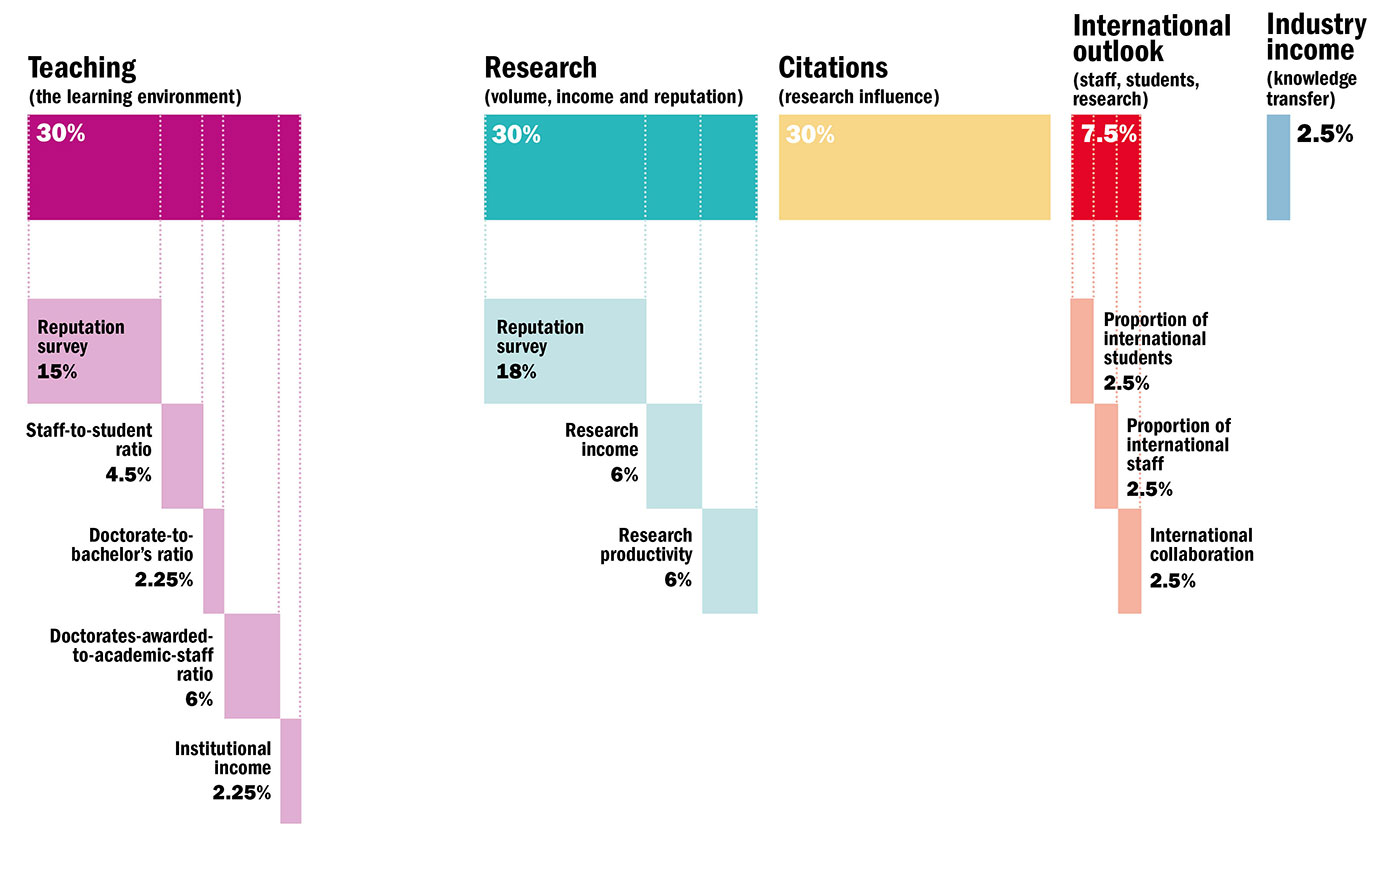 Teaching
(the learning environment)
30%
Reputation
survey
15%
Staff-to-student
ratio
4.5%
Doctorate-to-
bachelor’s ratio
2.25%
Doctorates-awarded-
to-academic-staff
ratio
6%
Institutional
income
2.25%
Research
(volume, income and reputation)
30%
Reputation
survey
18%
Research
income
6%
Research
productivity
6%
Citations
(research influence)
30%
International
outlook
(staff, students,
research)
7.5%
Proportion of
international
students
2.5%
Proportion of
international
staff
2.5%
International
collaboration
2.5%
Industry
income
(knowledge
transfer)
2.5%